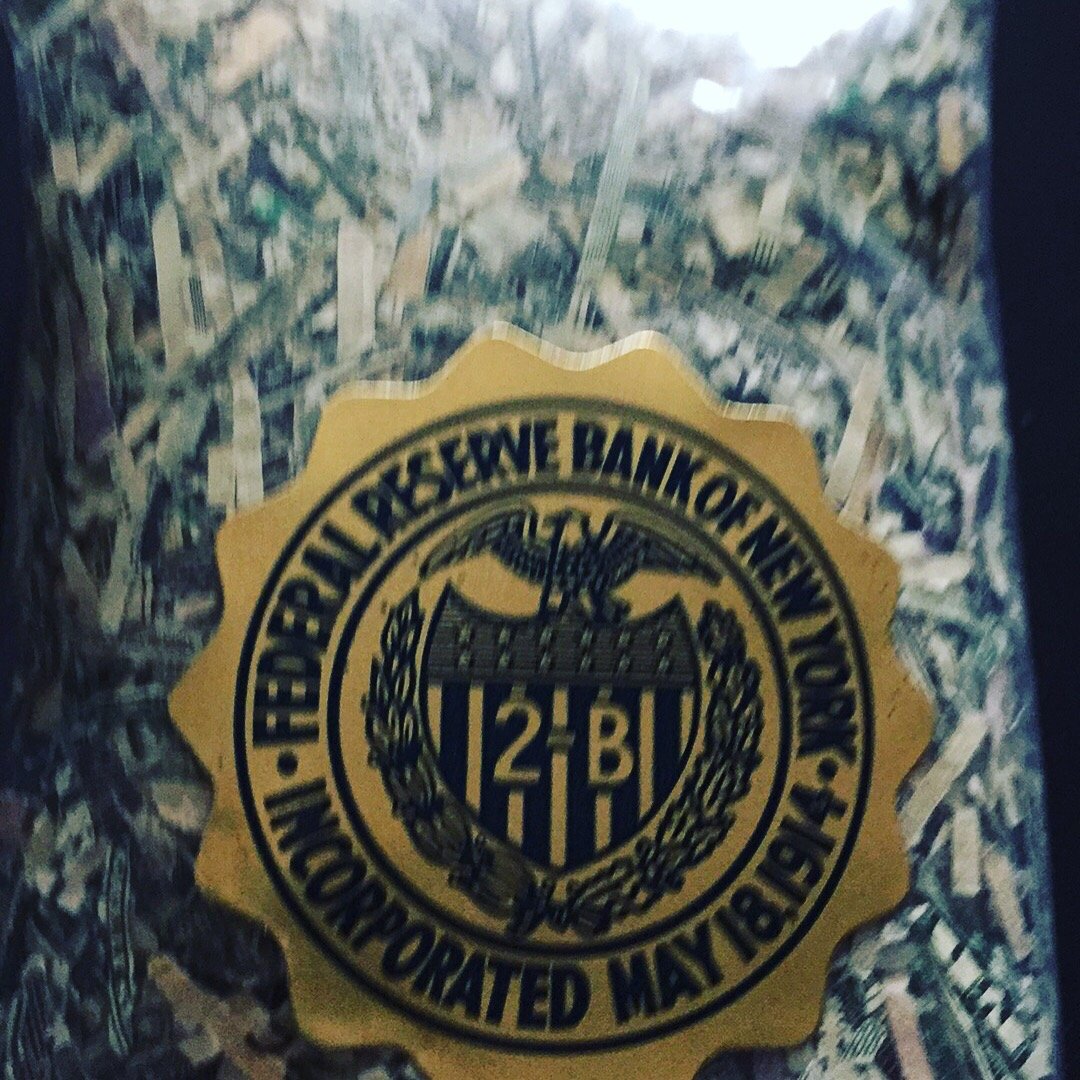 FEDERAL RESERVE BANK OF NEW YORK
2-B
INCORPORATED MAY 18, 1914